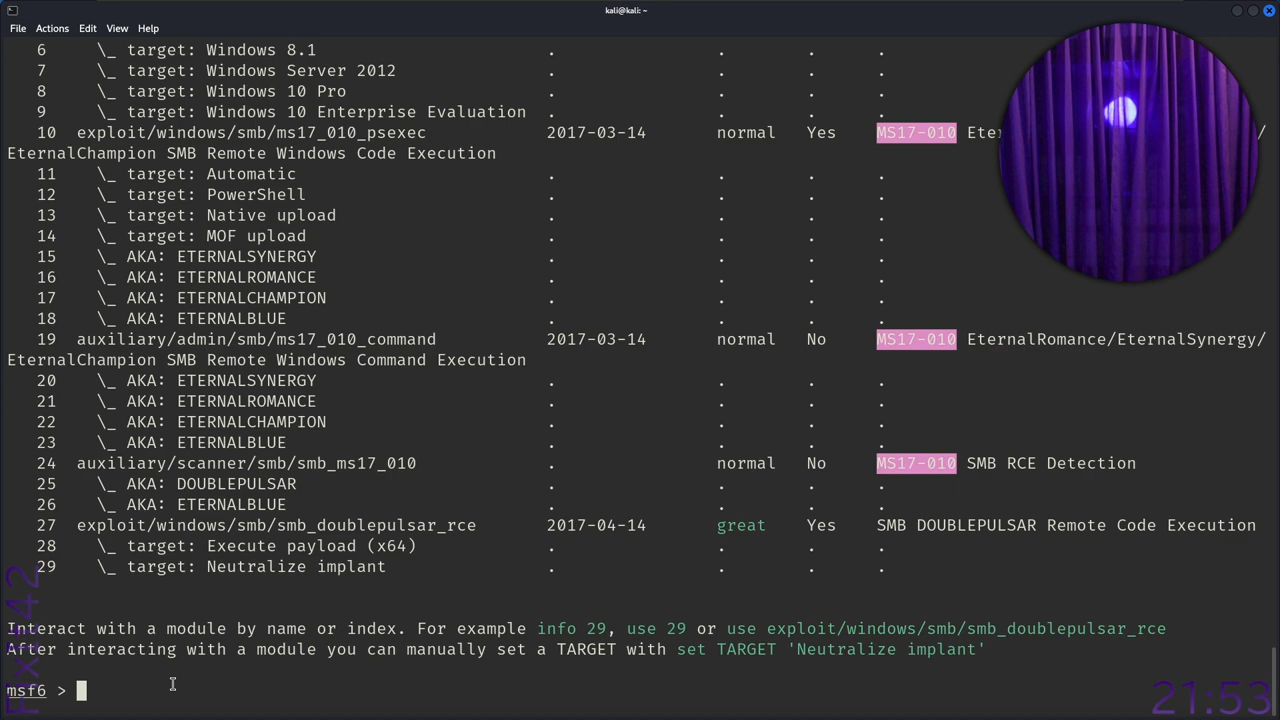 kali@kali: ~
File Actions Edit View Help
6 \_ target: Windows 8.1 . . . .
7 \_ target: Windows Server 2012 . . . .
8 \_ target: Windows 10 Pro . . . .
9 \_ target: Windows 10 Enterprise Evaluation . . . .
10 exploit/windows/smb/ms17_010_psexec 2017-03-14 normal Yes MS17-010 /
EternalChampion SMB Remote Windows Code Execution
11 \_ target: Automatic . . . .
12 \_ target: PowerShell . . . .
13 \_ target: Native upload . . . .
14 \_ target: MOF upload . . . .
15 \_ AKA: ETERNALSYNERGY . . . .
16 \_ AKA: ETERNALROMANCE . . . .
17 \_ AKA: ETERNALCHAMPION . . . .
18 \_ AKA: ETERNALBLUE . . . .
19 auxiliary/admin/smb/ms17_010_command 2017-03-14 normal No MS17-010 EternalRomance/EternalSynergy/
EternalChampion SMB Remote Windows Command Execution
20 \_ AKA: ETERNALSYNERGY . . . .
21 \_ AKA: ETERNALROMANCE . . . .
22 \_ AKA: ETERNALCHAMPION . . . .
23 \_ AKA: ETERNALBLUE . . . .
24 auxiliary/scanner/smb/smb_ms17_010 . normal No MS17-010 SMB RCE Detection
25 \_ AKA: DOUBLEPULSAR . . . .
26 \_ AKA: ETERNALBLUE . . . .
27 exploit/windows/smb/smb_doublepulsar_rce 2017-04-14 great Yes SMB DOUBLEPULSAR Remote Code Execution
28 \_ target: Execute payload (x64) . . . .
29 \_ target: Neutralize implant . . . .
Interact with a module by name or index. For example info 29, use 29 or use exploit/windows/smb/smb_doublepulsar_rce
After interacting with a module you can manually set a TARGET with set TARGET 'Neutralize implant'
msf6 >
21:53